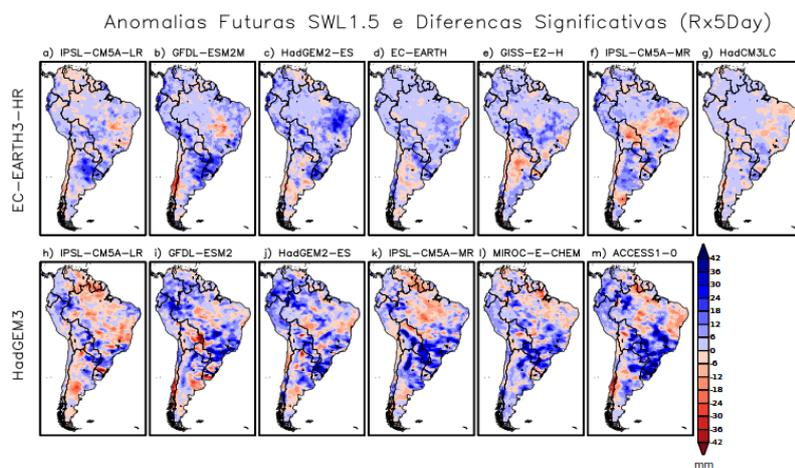 Anomalias Futuras SWL1.5 e Diferencas Significativas (Rx5Day)
a) IPSL-CM5A-LR b) GFDL-ESM2M c) HadGEM2-ES d) EC-EARTH e) GISS-E2-H f) IPSL-CM5A-MR g) HadCM3LC
EC-EARTH3-HR
h) IPSL-CM5A-LR i) GFDL-ESM2 j) HadGEM2-ES k) IPSL-CM5A-MR l) MIROC-E-CHEM m) ACCESS1-0
HadGEM3
42
36
30
24
18
12
6
0
-6
-12
-18
-24
-30
-36
-42
mm